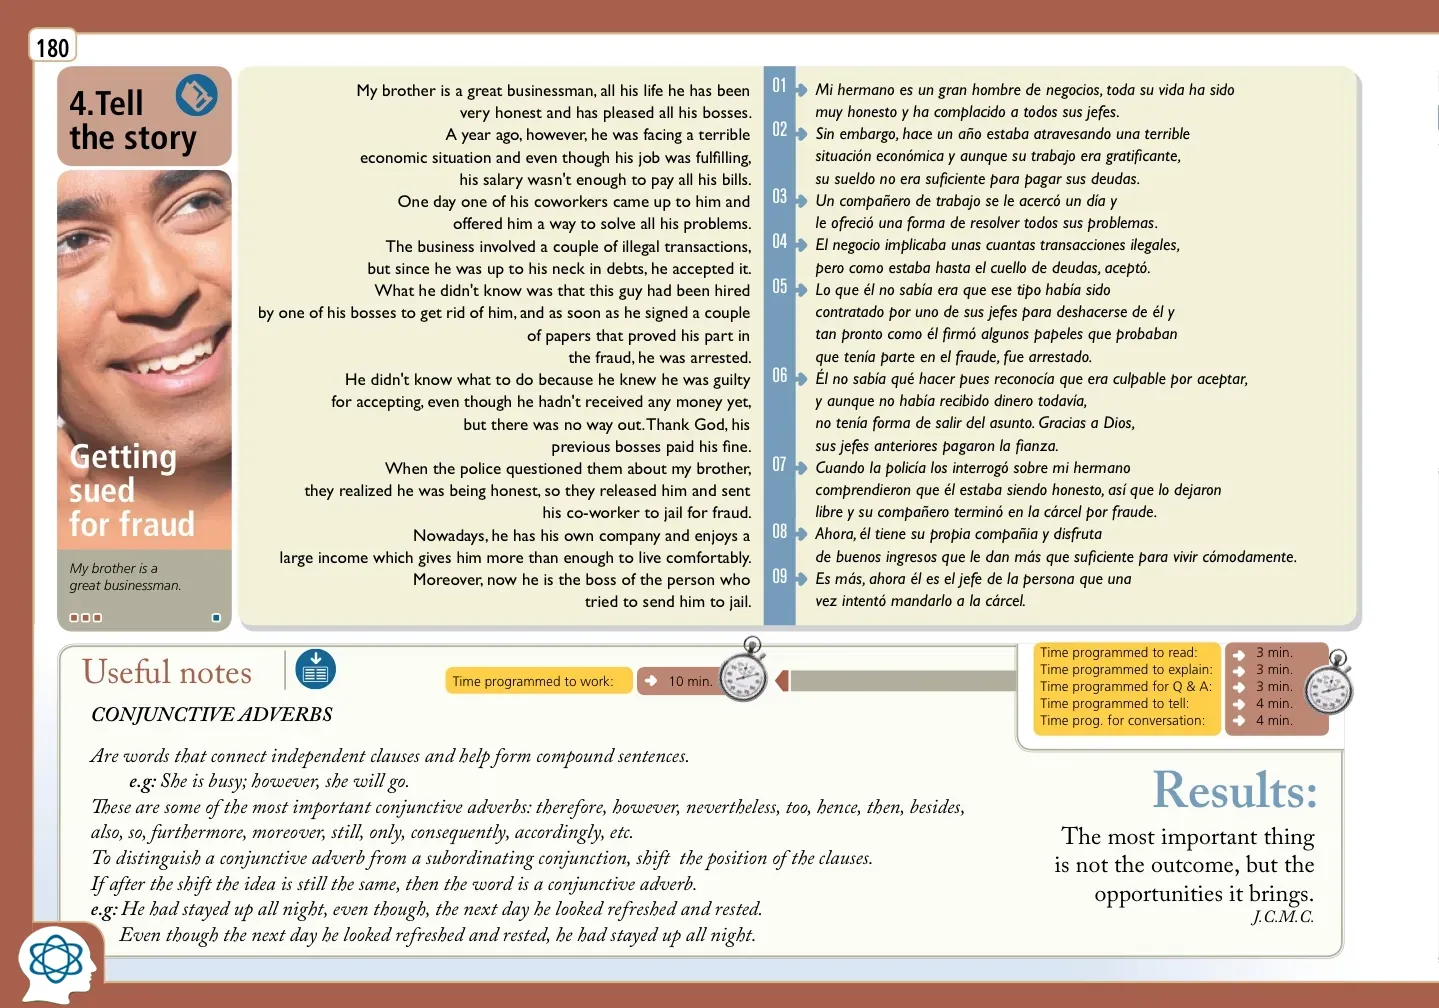 180
4.Tell
the story
Getting
sued
for fraud
My brother is a
great businessman.
My brother is a great businessman, all his life he has been
very honest and has pleased all his bosses.
A year ago, however, he was facing a terrible
economic situation and even though his job was fulfilling,
his salary wasn't enough to pay all his bills.
One day one of his coworkers came up to him and
offered him a way to solve all his problems.
The business involved a couple of illegal transactions,
but since he was up to his neck in debts, he accepted it.
What he didn't know was that this guy had been hired
by one of his bosses to get rid of him, and as soon as he signed a couple
of papers that proved his part in
the fraud, he was arrested.
He didn't know what to do because he knew he was guilty
for accepting, even though he hadn't received any money yet,
but there was no way out. Thank God, his
previous bosses paid his fine.
When the police questioned them about my brother,
they realized he was being honest, so they released him and sent
his co-worker to jail for fraud.
Nowadays, he has his own company and enjoys a
large income which gives him more than enough to live comfortably.
Moreover, now he is the boss of the person who
tried to send him to jail.
01
02
03
04
05
06
07
08
09
Mi hermano es un gran hombre de negocios, toda su vida ha sido
muy honesto y ha complacido a todos sus jefes.
Sin embargo, hace un año estaba atravesando una terrible
situación económica y aunque su trabajo era gratificante,
su sueldo no era suficiente para pagar sus deudas.
Un compañero de trabajo se le acercó un día y
le ofreció una forma de resolver todos sus problemas.
El negocio implicaba unas cuantas transacciones ilegales,
pero como estaba hasta el cuello de deudas, aceptó.
Lo que él no sabía era que ese tipo había sido
contratado por uno de sus jefes para deshacerse de él y
tan pronto como él firmó algunos papeles que probaban
que tenía parte en el fraude, fue arrestado.
Él no sabía qué hacer pues reconocía que era culpable por aceptar,
y aunque no había recibido dinero todavía,
no tenía forma de salir del asunto. Gracias a Dios,
sus jefes anteriores pagaron la fianza.
Cuando la policía los interrogó sobre mi hermano
comprendieron que él estaba siendo honesto, así que lo dejaron
libre y su compañero terminó en la cárcel por fraude.
Ahora, él tiene su propia compañia y disfruta
de buenos ingresos que le dan más que suficiente para vivir cómodamente.
Es más, ahora él es el jefe de la persona que una
vez intentó mandarlo a la cárcel.
Useful notes
Time programmed to work: 10 min.
Time programmed to read: 3 min.
Time programmed to explain: 3 min.
Time programmed for Q & A: 3 min.
Time programmed to tell: 4 min.
Time prog. for conversation: 4 min.
CONJUNCTIVE ADVERBS
Are words that connect independent clauses and help form compound sentences.
e.g: She is busy; however, she will go.
These are some of the most important conjunctive adverbs: therefore, however, nevertheless, too, hence, then, besides,
also, so, furthermore, moreover, still, only, consequently, accordingly, etc.
To distinguish a conjunctive adverb from a subordinating conjunction, shift the position of the clauses.
If after the shift the idea is still the same, then the word is a conjunctive adverb.
e.g: He had stayed up all night, even though, the next day he looked refreshed and rested.
Even though the next day he looked refreshed and rested, he had stayed up all night.
Results:
The most important thing
is not the outcome, but the
opportunities it brings.
J.C.M.C.